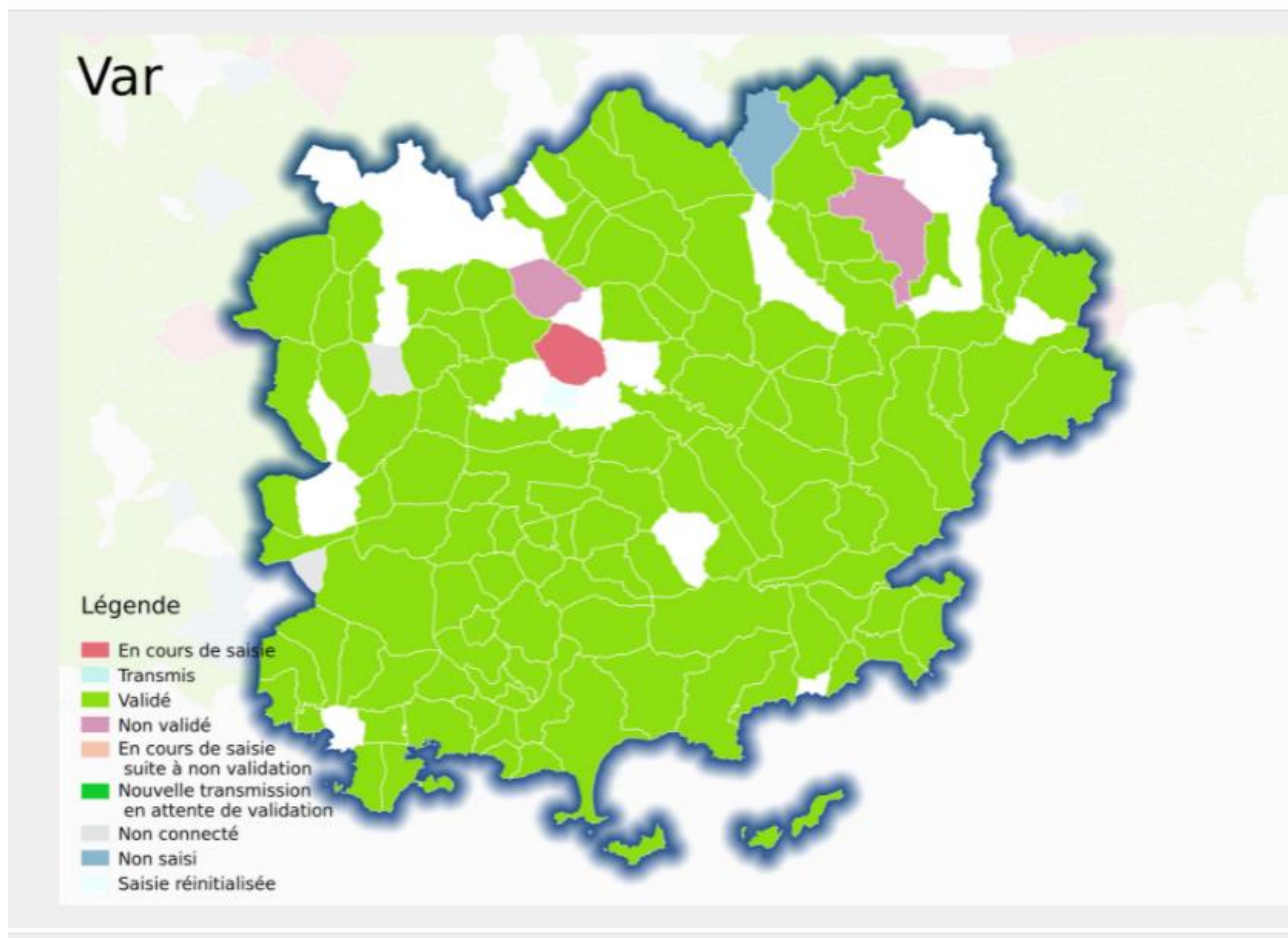 Var
Légende
En cours de saisie
Transmis
Validé
Non validé
En cours de saisie
suite à non validation
Nouvelle transmission
en attente de validation
Non connecté
Non saisi
Saisie réinitialisée